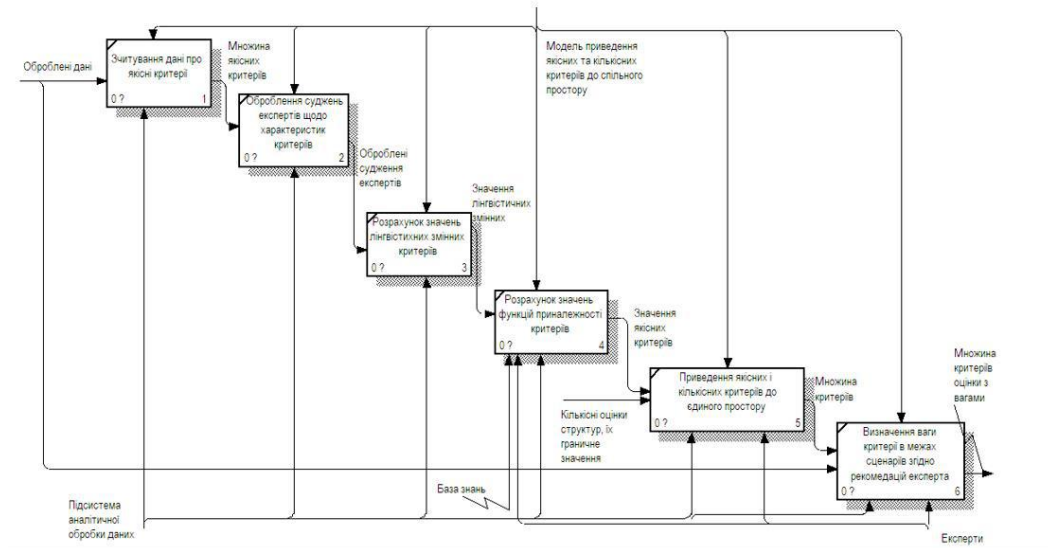 Оброблені дані
Зчитування дані про
якісні критерії
0 ?
1
Множина
якісних
критеріїв
Оброблення суджень
експертів щодо
характеристик
критеріїв
0 ?
2
Оброблені
судження
експертів
Розрахунок значень
лінгвістихних змінних
критеріїв
0 ?
3
Значення
лінгвістичних
змінних
Модель приведення
якісних та кількісних
критеріїв до спільного
простору
Розрахунок значень
функцій приналежності
критеріїв
0 ?
4
Значення
якісних
критеріїв
Приведення якісних і
кількісних критеріїв до
єдиного простору
0 ?
5
Кількісні оцінки
структур, їх
граничне
значення
Множина
критеріїв
Визначення ваги
критерії в межах
сценаріїв згідно
рекомедацій експерта
0 ?
6
Множина
критеріїв
оцінки з
вагами
База знань
Підсистема
аналітичної
обробки даних
Експерти